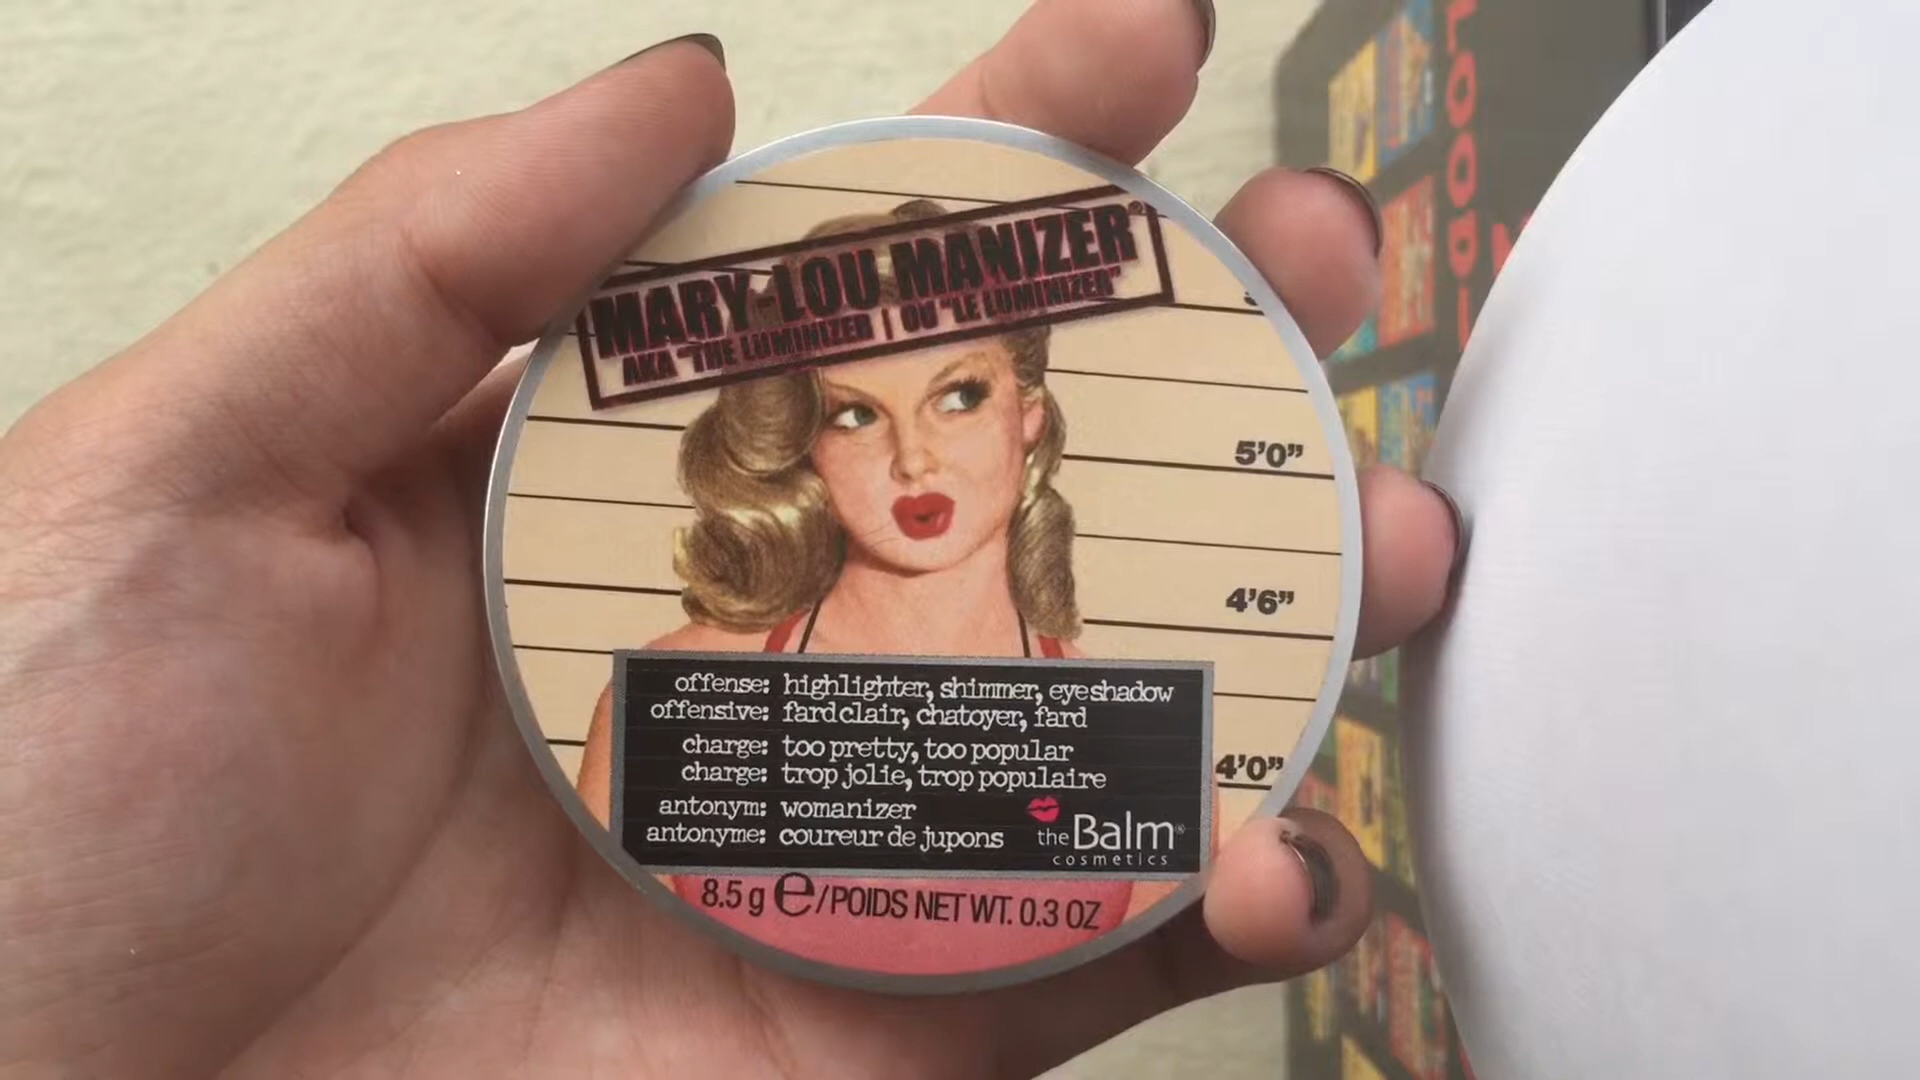 MARY-LOU MANIZER®
AKA "THE LUMINIZER | OU "LE LUMINIZER"
5'0"
4'6"
4'0"
offense: highlighter, shimmer, eyeshadow
offensive: fard clair, chatoyer, fard
charge: too pretty, too popular
charge: trop jolie, trop populaire
antonym: womanizer
antonyme: coureur de jupons
theBalm®
cosmetics
8.5 g e/POIDS NET WT. 0.3 OZ